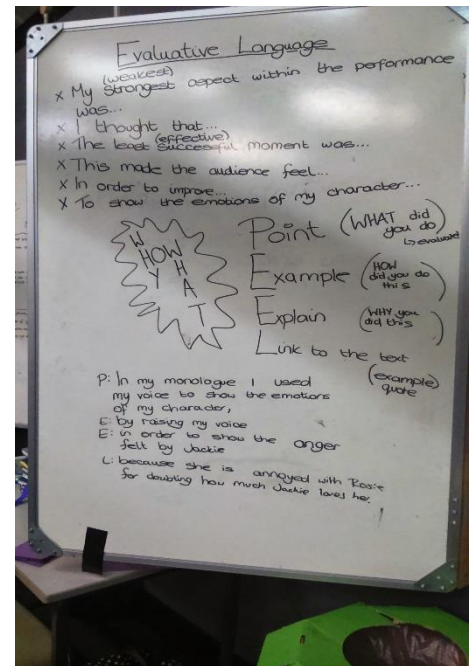 Evaluative Language
(weakest)
x My strongest aspect within the performance
was...
x I thought that...
(effective)
x The least successful moment was...
x This made the audience feel...
x In order to improve...
x To show the emotions of my character...
WHY
HOW
WHAT
Point (WHAT did
you do)
↳ evaluate
Example (HOW
did you do
this)
Explain (WHY you
did this)
Link to the text
(example)
quote
P: In my monologue I used
my voice to show the emotions
of my character,
E: by raising my voice
E: in order to show the anger
felt by Jackie
L: because she is annoyed with Rosie
for doubting how much Jackie loves her.